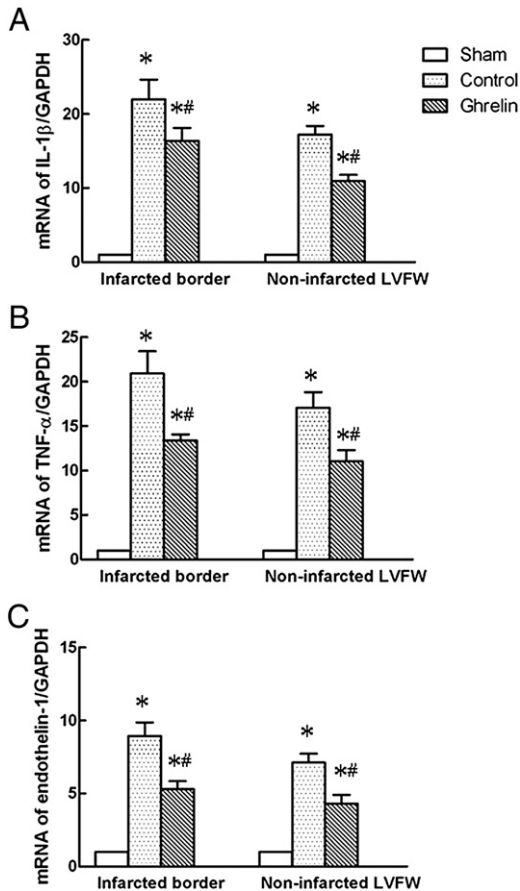 A
mRNA of IL-1β/GAPDH
30
20
10
0
*
*#
*
*#
Infarcted border
Non-infarcted LVFW
Sham
Control
Ghrelin
B
mRNA of TNF-α/GAPDH
25
20
15
10
5
0
*
*#
*
*#
Infarcted border
Non-infarcted LVFW
C
mRNA of endothelin-1/GAPDH
15
10
5
0
*
*#
*
*#
Infarcted border
Non-infarcted LVFW